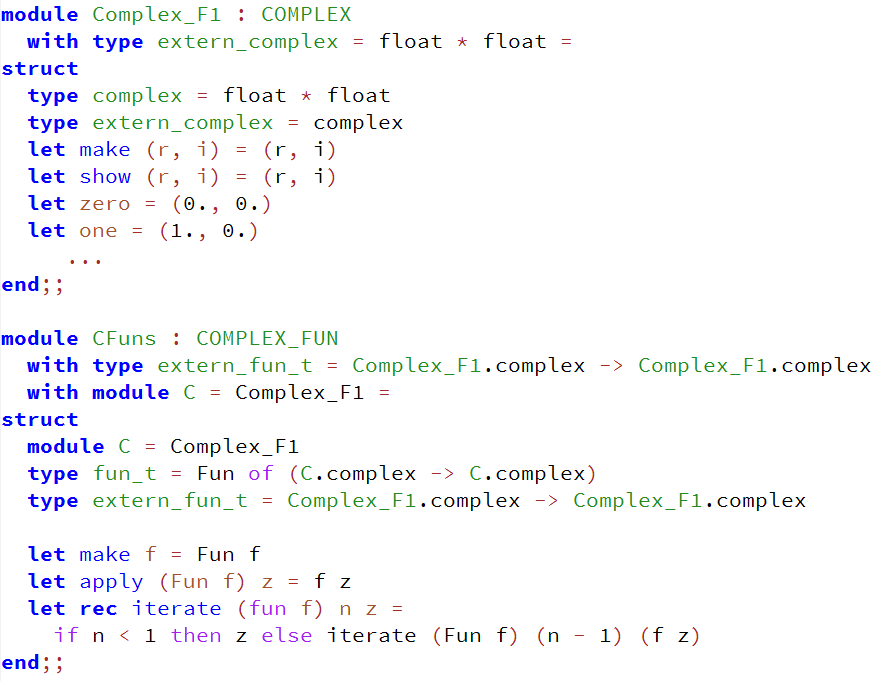 module Complex_F1 : COMPLEX
  with type extern_complex = float * float =
struct
  type complex = float * float
  type extern_complex = complex
  let make (r, i) = (r, i)
  let show (r, i) = (r, i)
  let zero = (0., 0.)
  let one = (1., 0.)
     ...
end;;

module CFuns : COMPLEX_FUN
  with type extern_fun_t = Complex_F1.complex -> Complex_F1.complex
  with module C = Complex_F1 =
struct
  module C = Complex_F1
  type fun_t = Fun of (C.complex -> C.complex)
  type extern_fun_t = Complex_F1.complex -> Complex_F1.complex

  let make f = Fun f
  let apply (Fun f) z = f z
  let rec iterate (fun f) n z =
    if n < 1 then z else iterate (Fun f) (n - 1) (f z)
end;;